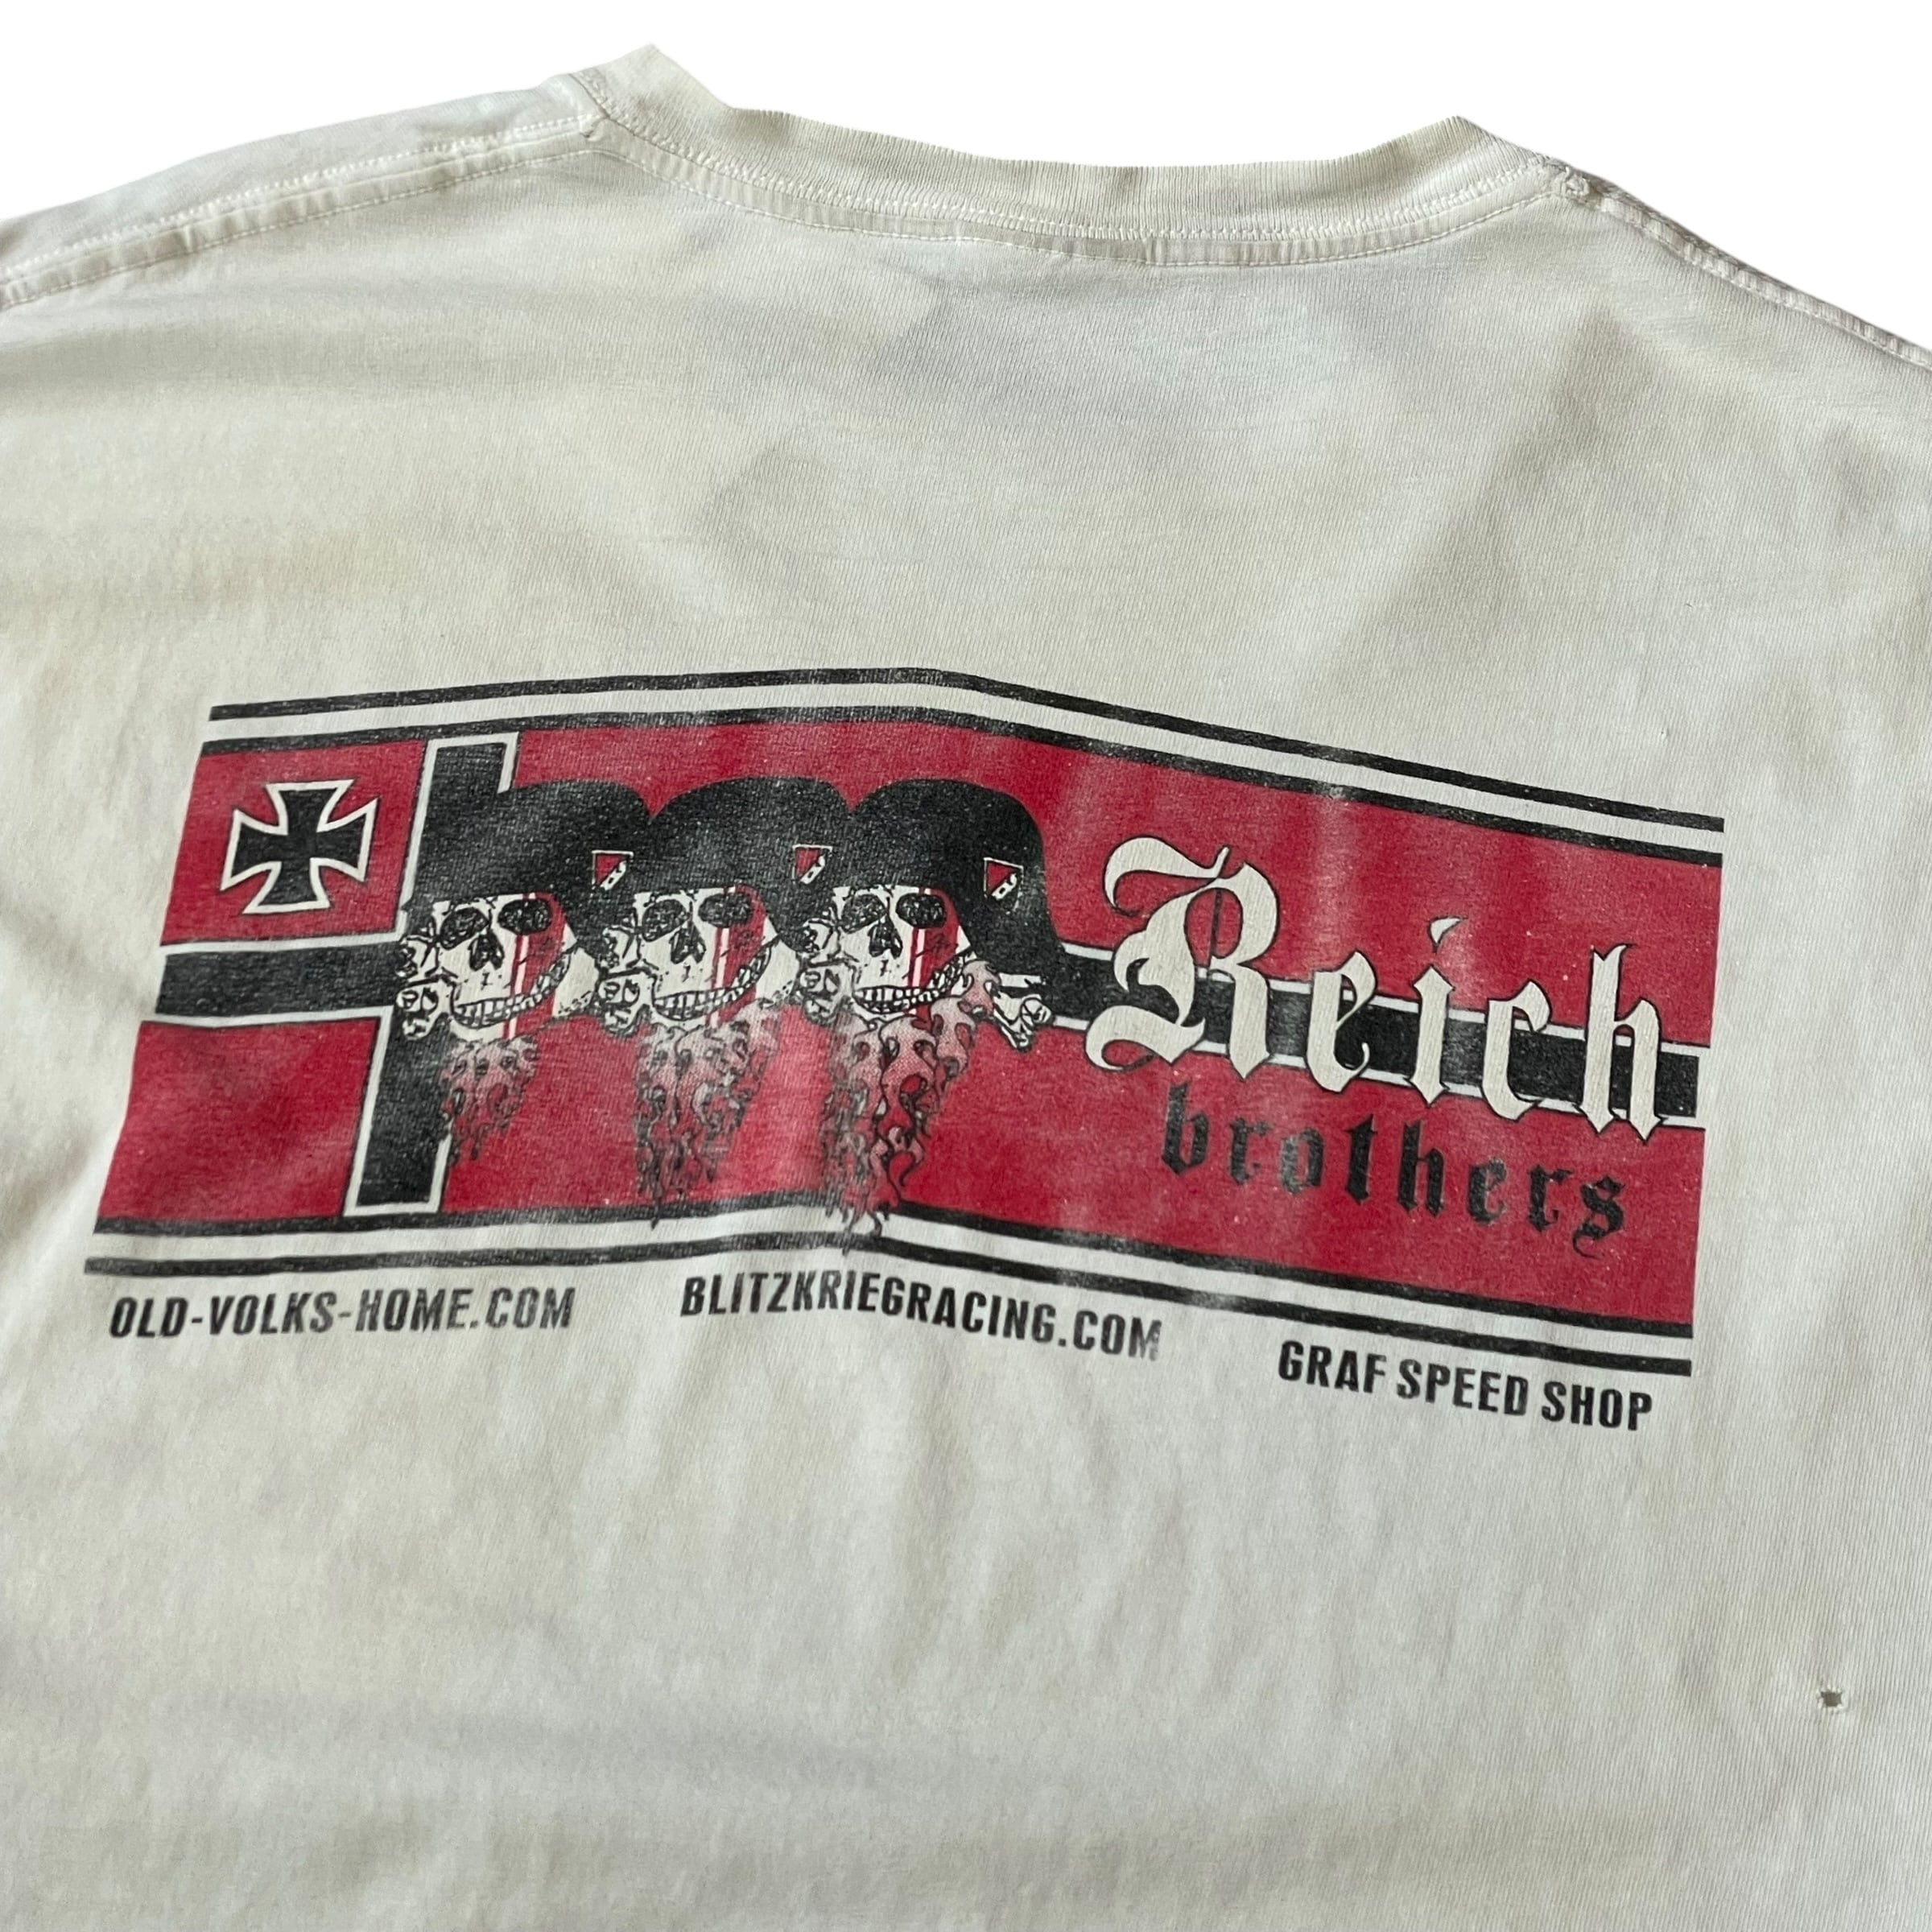 Reich
brothers
OLD-VOLKS-HOME.COM
BLITZKRIEGRACING.COM
GRAF SPEED SHOP